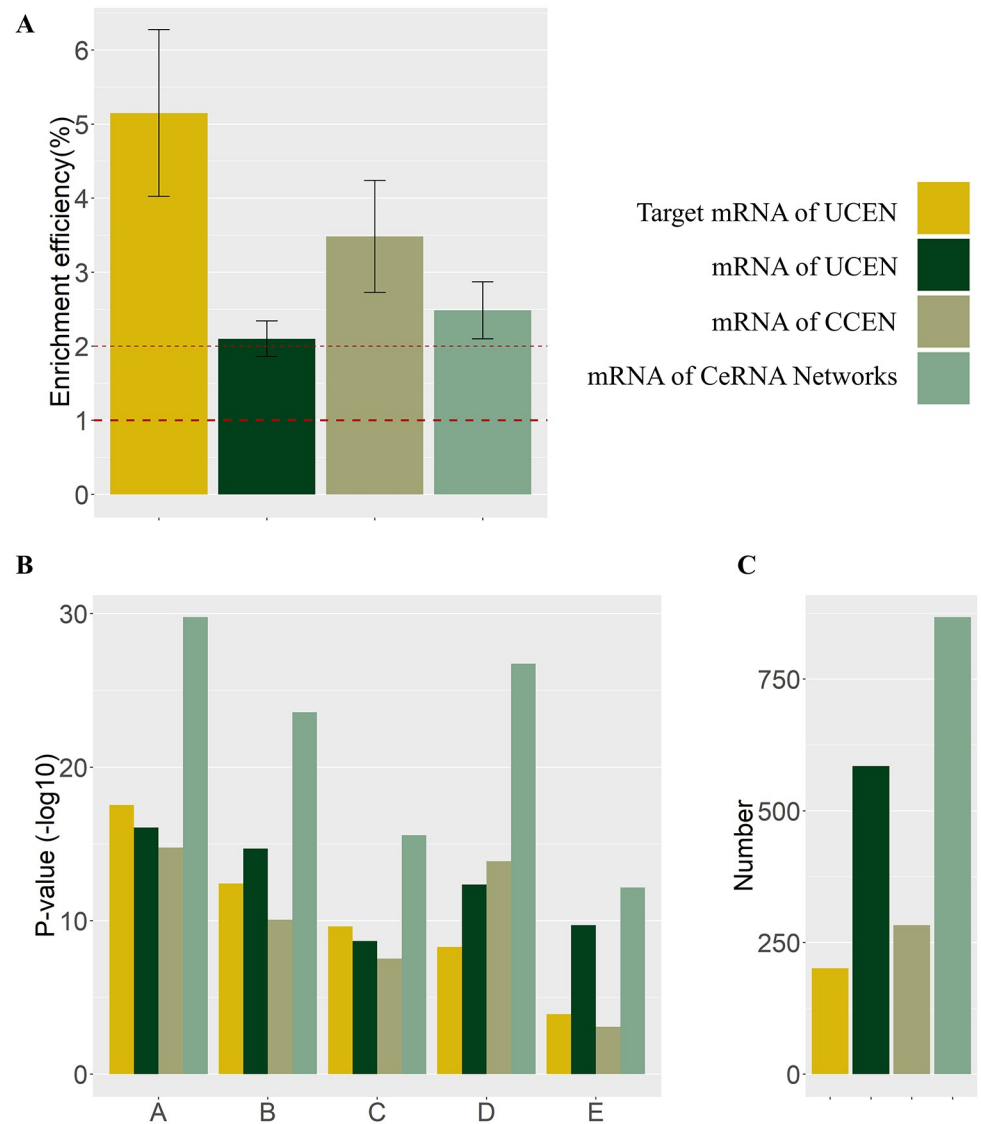 A
Enrichment efficiency(%)
6
5
4
3
2
1
0
Target mRNA of UCEN
mRNA of UCEN
mRNA of CCEN
mRNA of CeRNA Networks
B
P-value (-log10)
30
20
10
0
A B C D E
C
Number
750
500
250
0